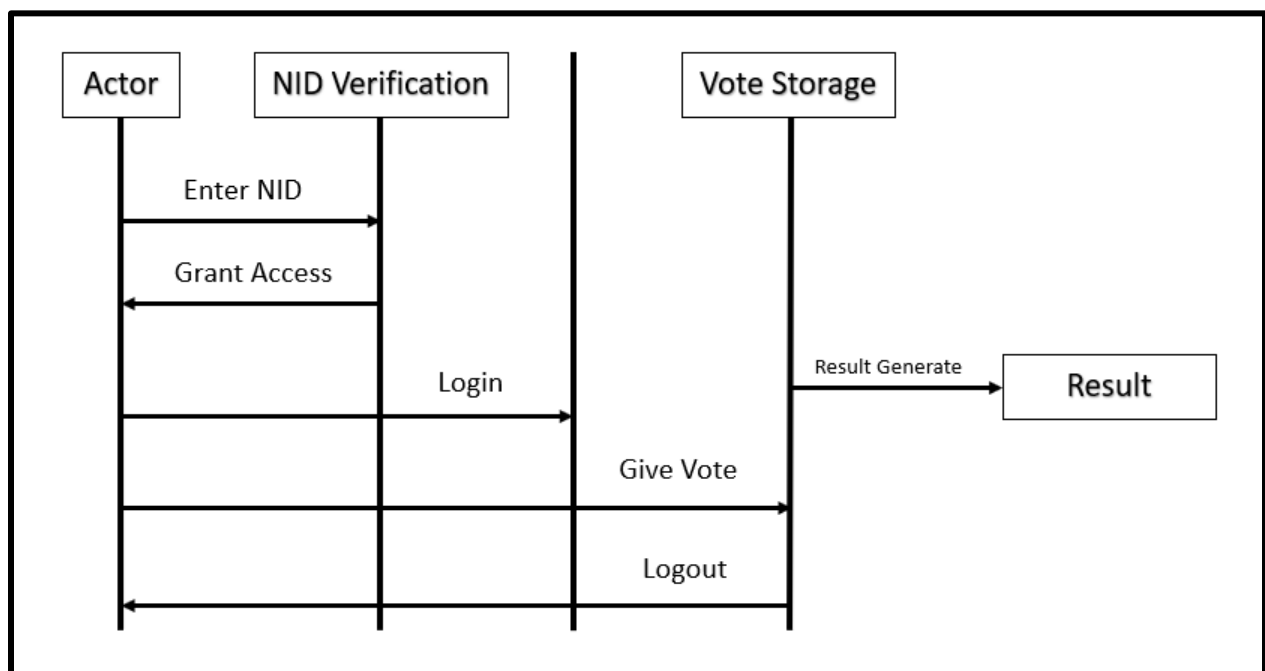 Actor
NID Verification
Vote Storage
Enter NID
Grant Access
Result Generate
Result
Login
Give Vote
Logout